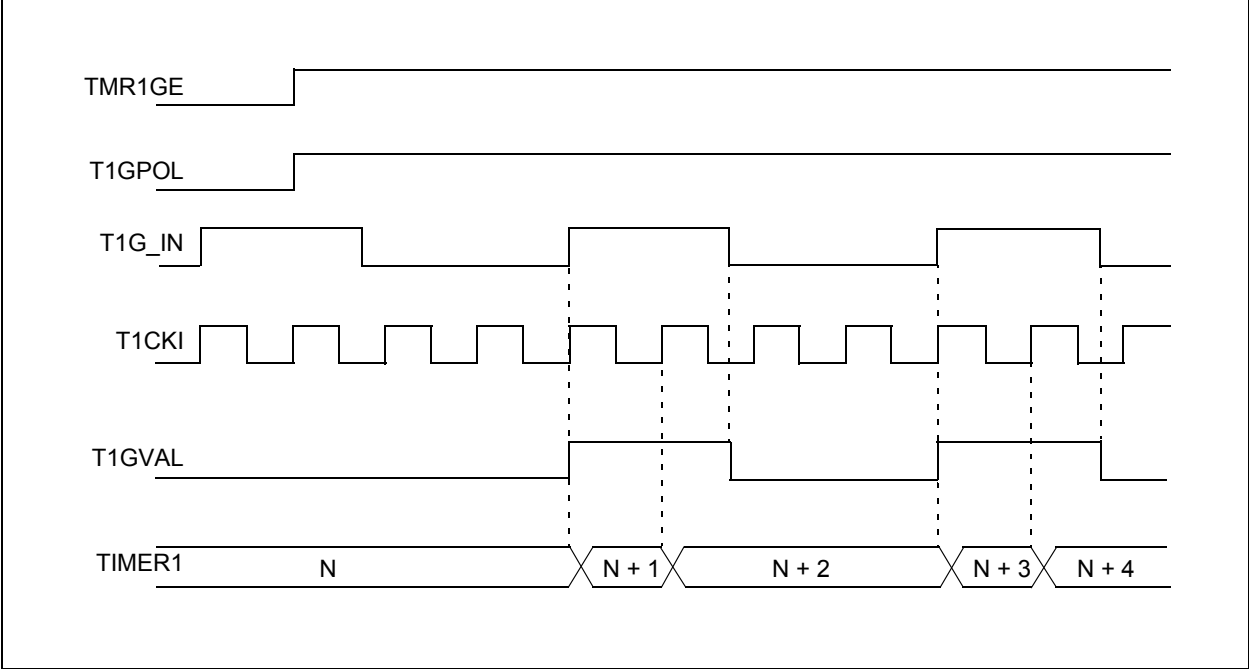 TMR1GE
T1GPOL
T1G_IN
T1CKI
T1GVAL
TIMER1 N N + 1 N + 2 N + 3 N + 4